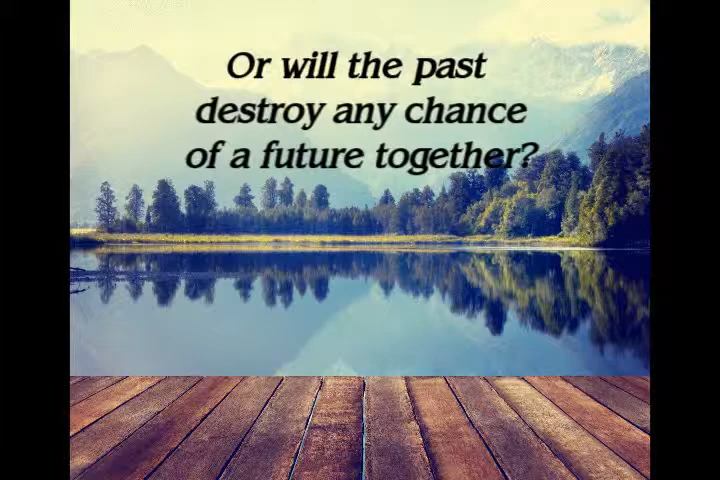 Or will the past
destroy any chance
of a future together?